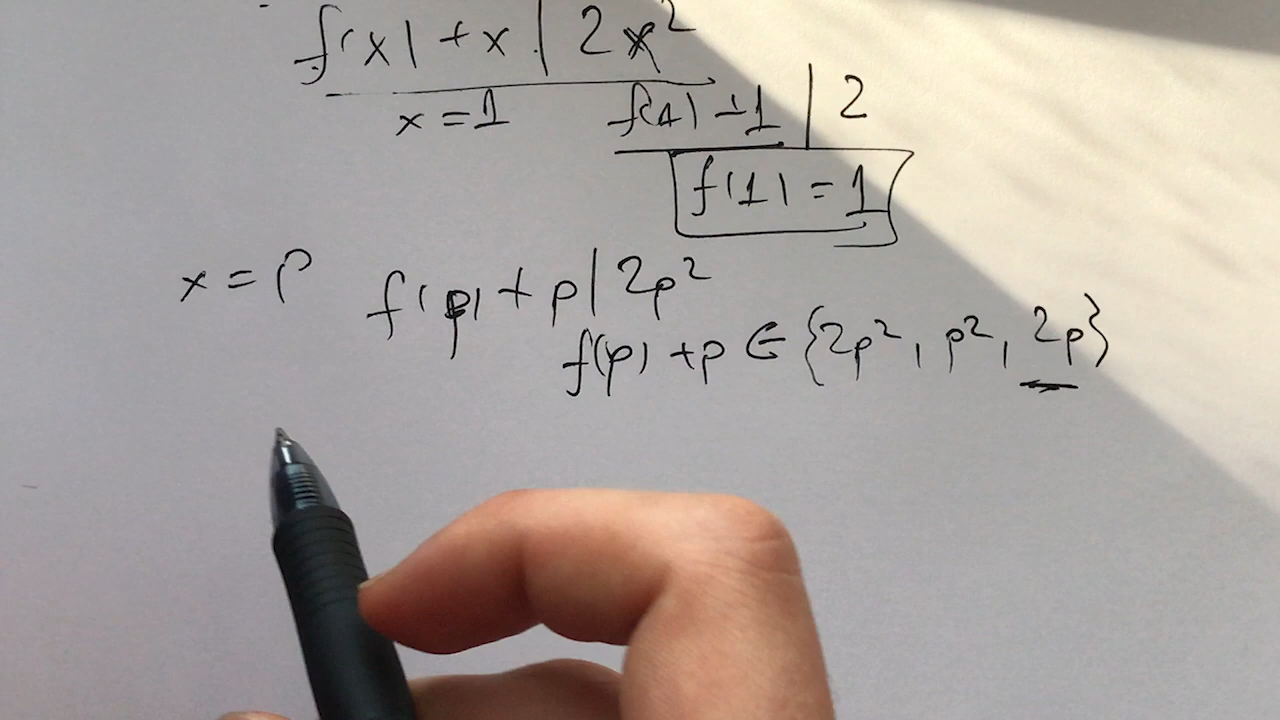 f(x) + x | 2x²
x = 1 f(1) + 1 | 2
f(1) = 1
x = p f(p) + p | 2p²
f(p) + p ∈ {2p², p², 2p}